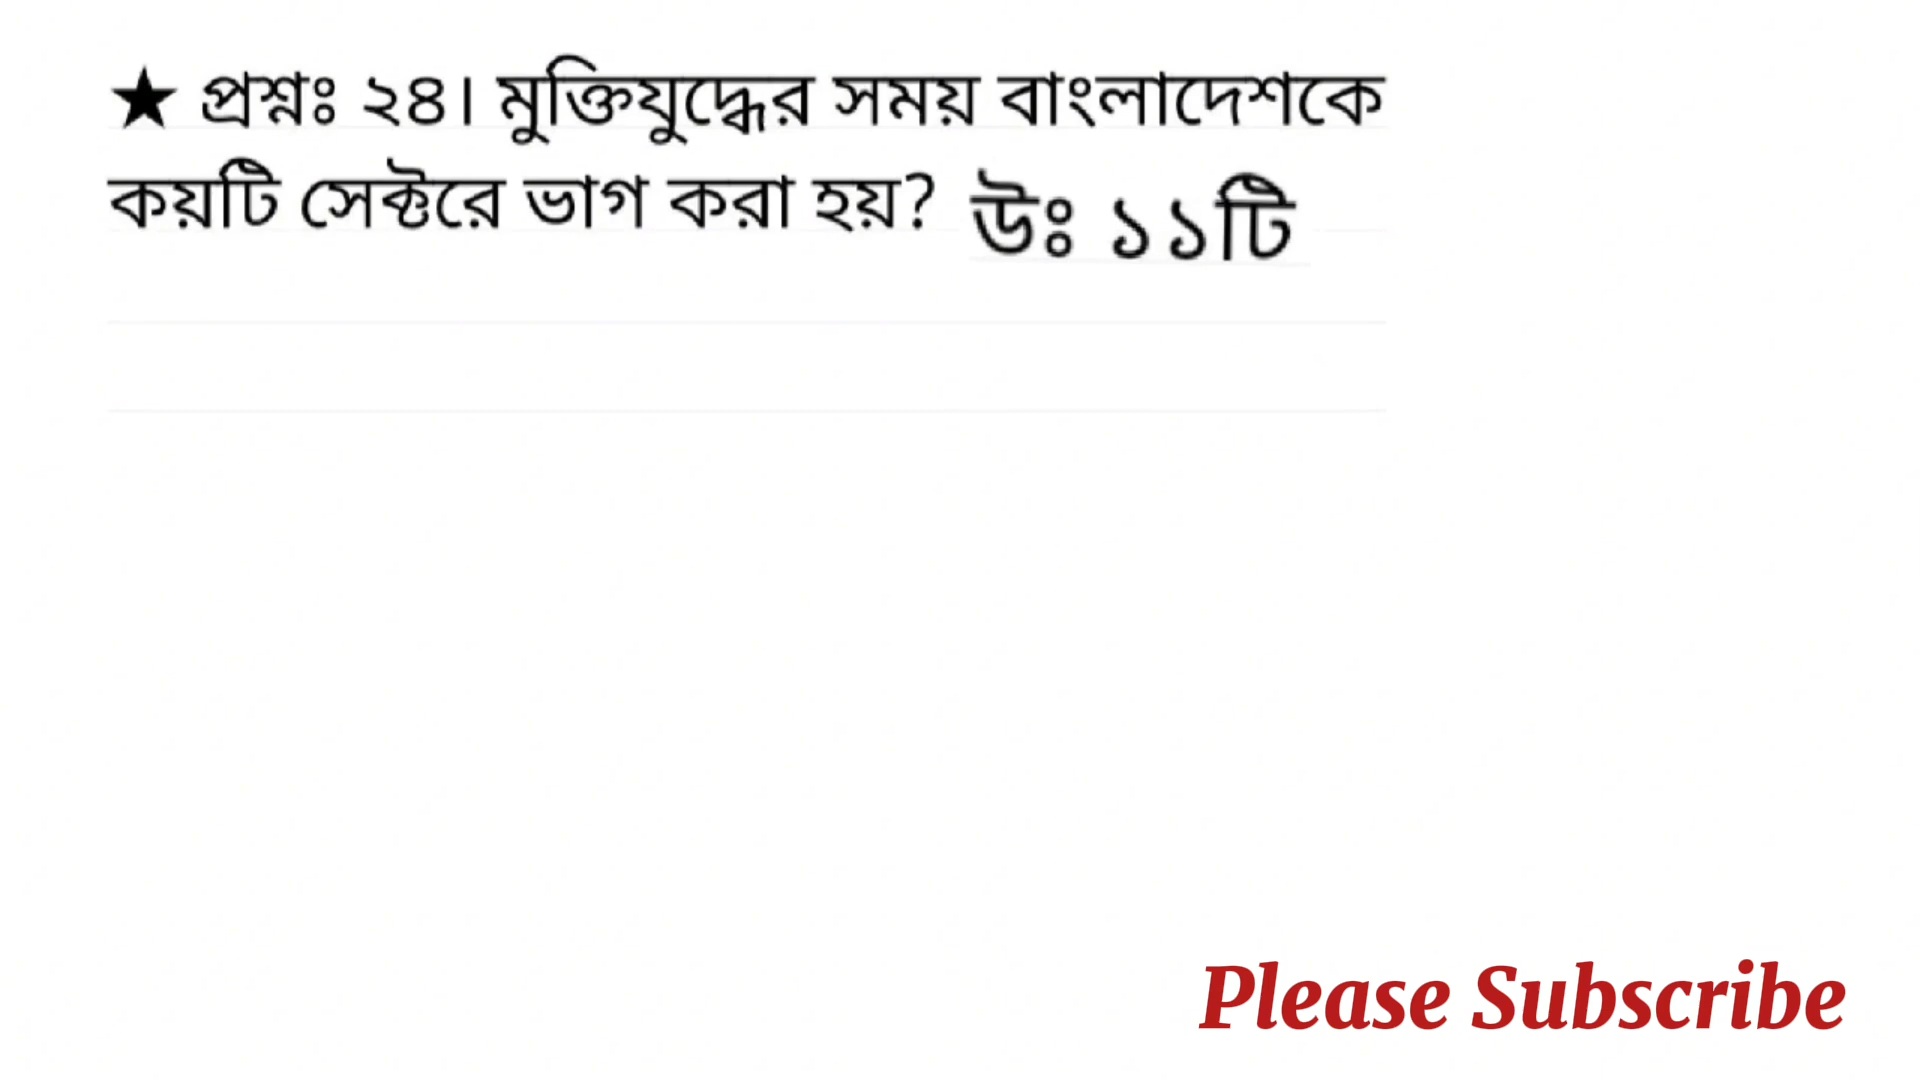 ★ প্রশ্নঃ ২৪। মুক্তিযুদ্ধের সময় বাংলাদেশকে
কয়টি সেক্টরে ভাগ করা হয়? উঃ ১১টি
Please Subscribe